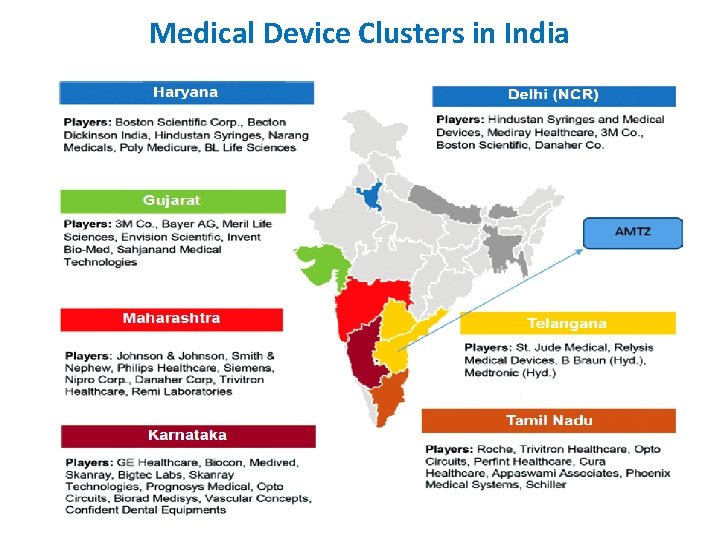 Medical Device Clusters in India
Haryana
Players: Boston Scientific Corp., Becton
Dickinson India, Hindustan Syringes, Narang
Medicals, Poly Medicure, BL Life Sciences
Delhi (NCR)
Players: Hindustan Syringes and Medical
Devices, Mediray Healthcare, 3M Co.,
Boston Scientific, Danaher Co.
Gujarat
Players: 3M Co., Bayer AG, Meril Life
Sciences, Envision Scientific, Invent
Bio-Med, Sahjanand Medical
Technologies
AMTZ
Maharashtra
Players: Johnson & Johnson, Smith &
Nephew, Philips Healthcare, Siemens,
Nipro Corp., Danaher Corp, Trivitron
Healthcare, Remi Laboratories
Telangana
Players: St. Jude Medical, Relysis
Medical Devices, B Braun (Hyd.),
Medtronic (Hyd.)
Karnataka
Players: GE Healthcare, Biocon, Medived,
Skanray, Bigtec Labs, Skanray
Technologies, Prognosys Medical, Opto
Circuits, Biorad Medisys, Vascular Concepts,
Confident Dental Equipments
Tamil Nadu
Players: Roche, Trivitron Healthcare, Opto
Circuits, Perfint Healthcare, Cura
Healthcare, Appaswami Associates, Phoenix
Medical Systems, Schiller